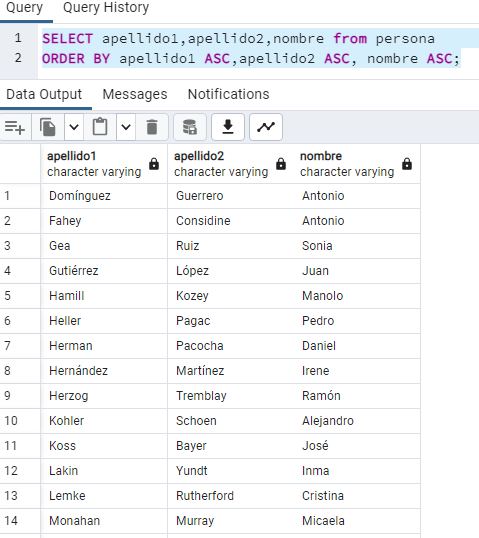 Query Query History
1 SELECT apellido1,apellido2,nombre from persona
2 ORDER BY apellido1 ASC,apellido2 ASC, nombre ASC;
Data Output Messages Notifications
apellido1 apellido2 nombre
character varying character varying character varying
1 Domínguez Guerrero Antonio
2 Fahey Considine Antonio
3 Gea Ruiz Sonia
4 Gutiérrez López Juan
5 Hamill Kozey Manolo
6 Heller Pagac Pedro
7 Herman Pacocha Daniel
8 Hernández Martínez Irene
9 Herzog Tremblay Ramón
10 Kohler Schoen Alejandro
11 Koss Bayer José
12 Lakin Yundt Inma
13 Lemke Rutherford Cristina
14 Monahan Murray Micaela